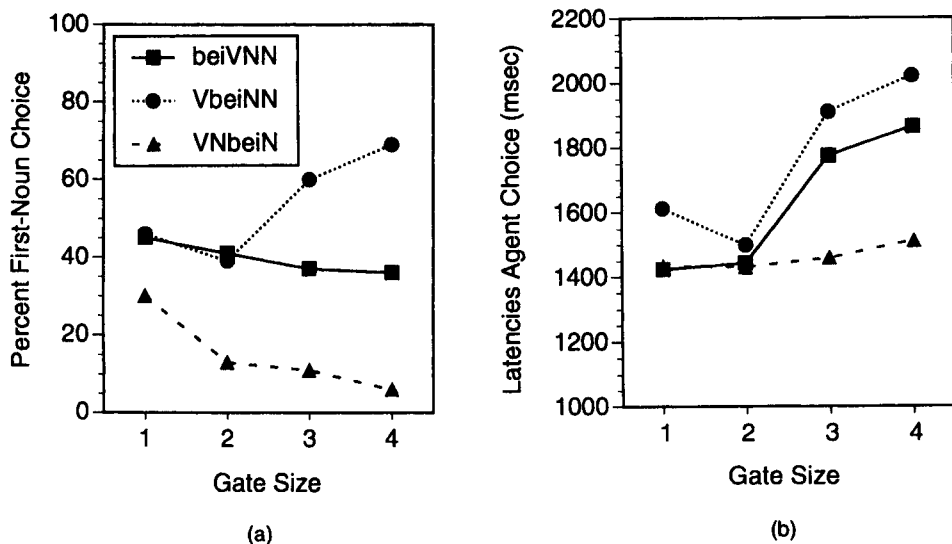 Percent First-Noun Choice
100
80
60
40
20
0
beiVNN
VbeiNN
VNbeiN
1 2 3 4
Gate Size
(a)
Latencies Agent Choice (msec)
2200
2000
1800
1600
1400
1200
1000
1 2 3 4
Gate Size
(b)